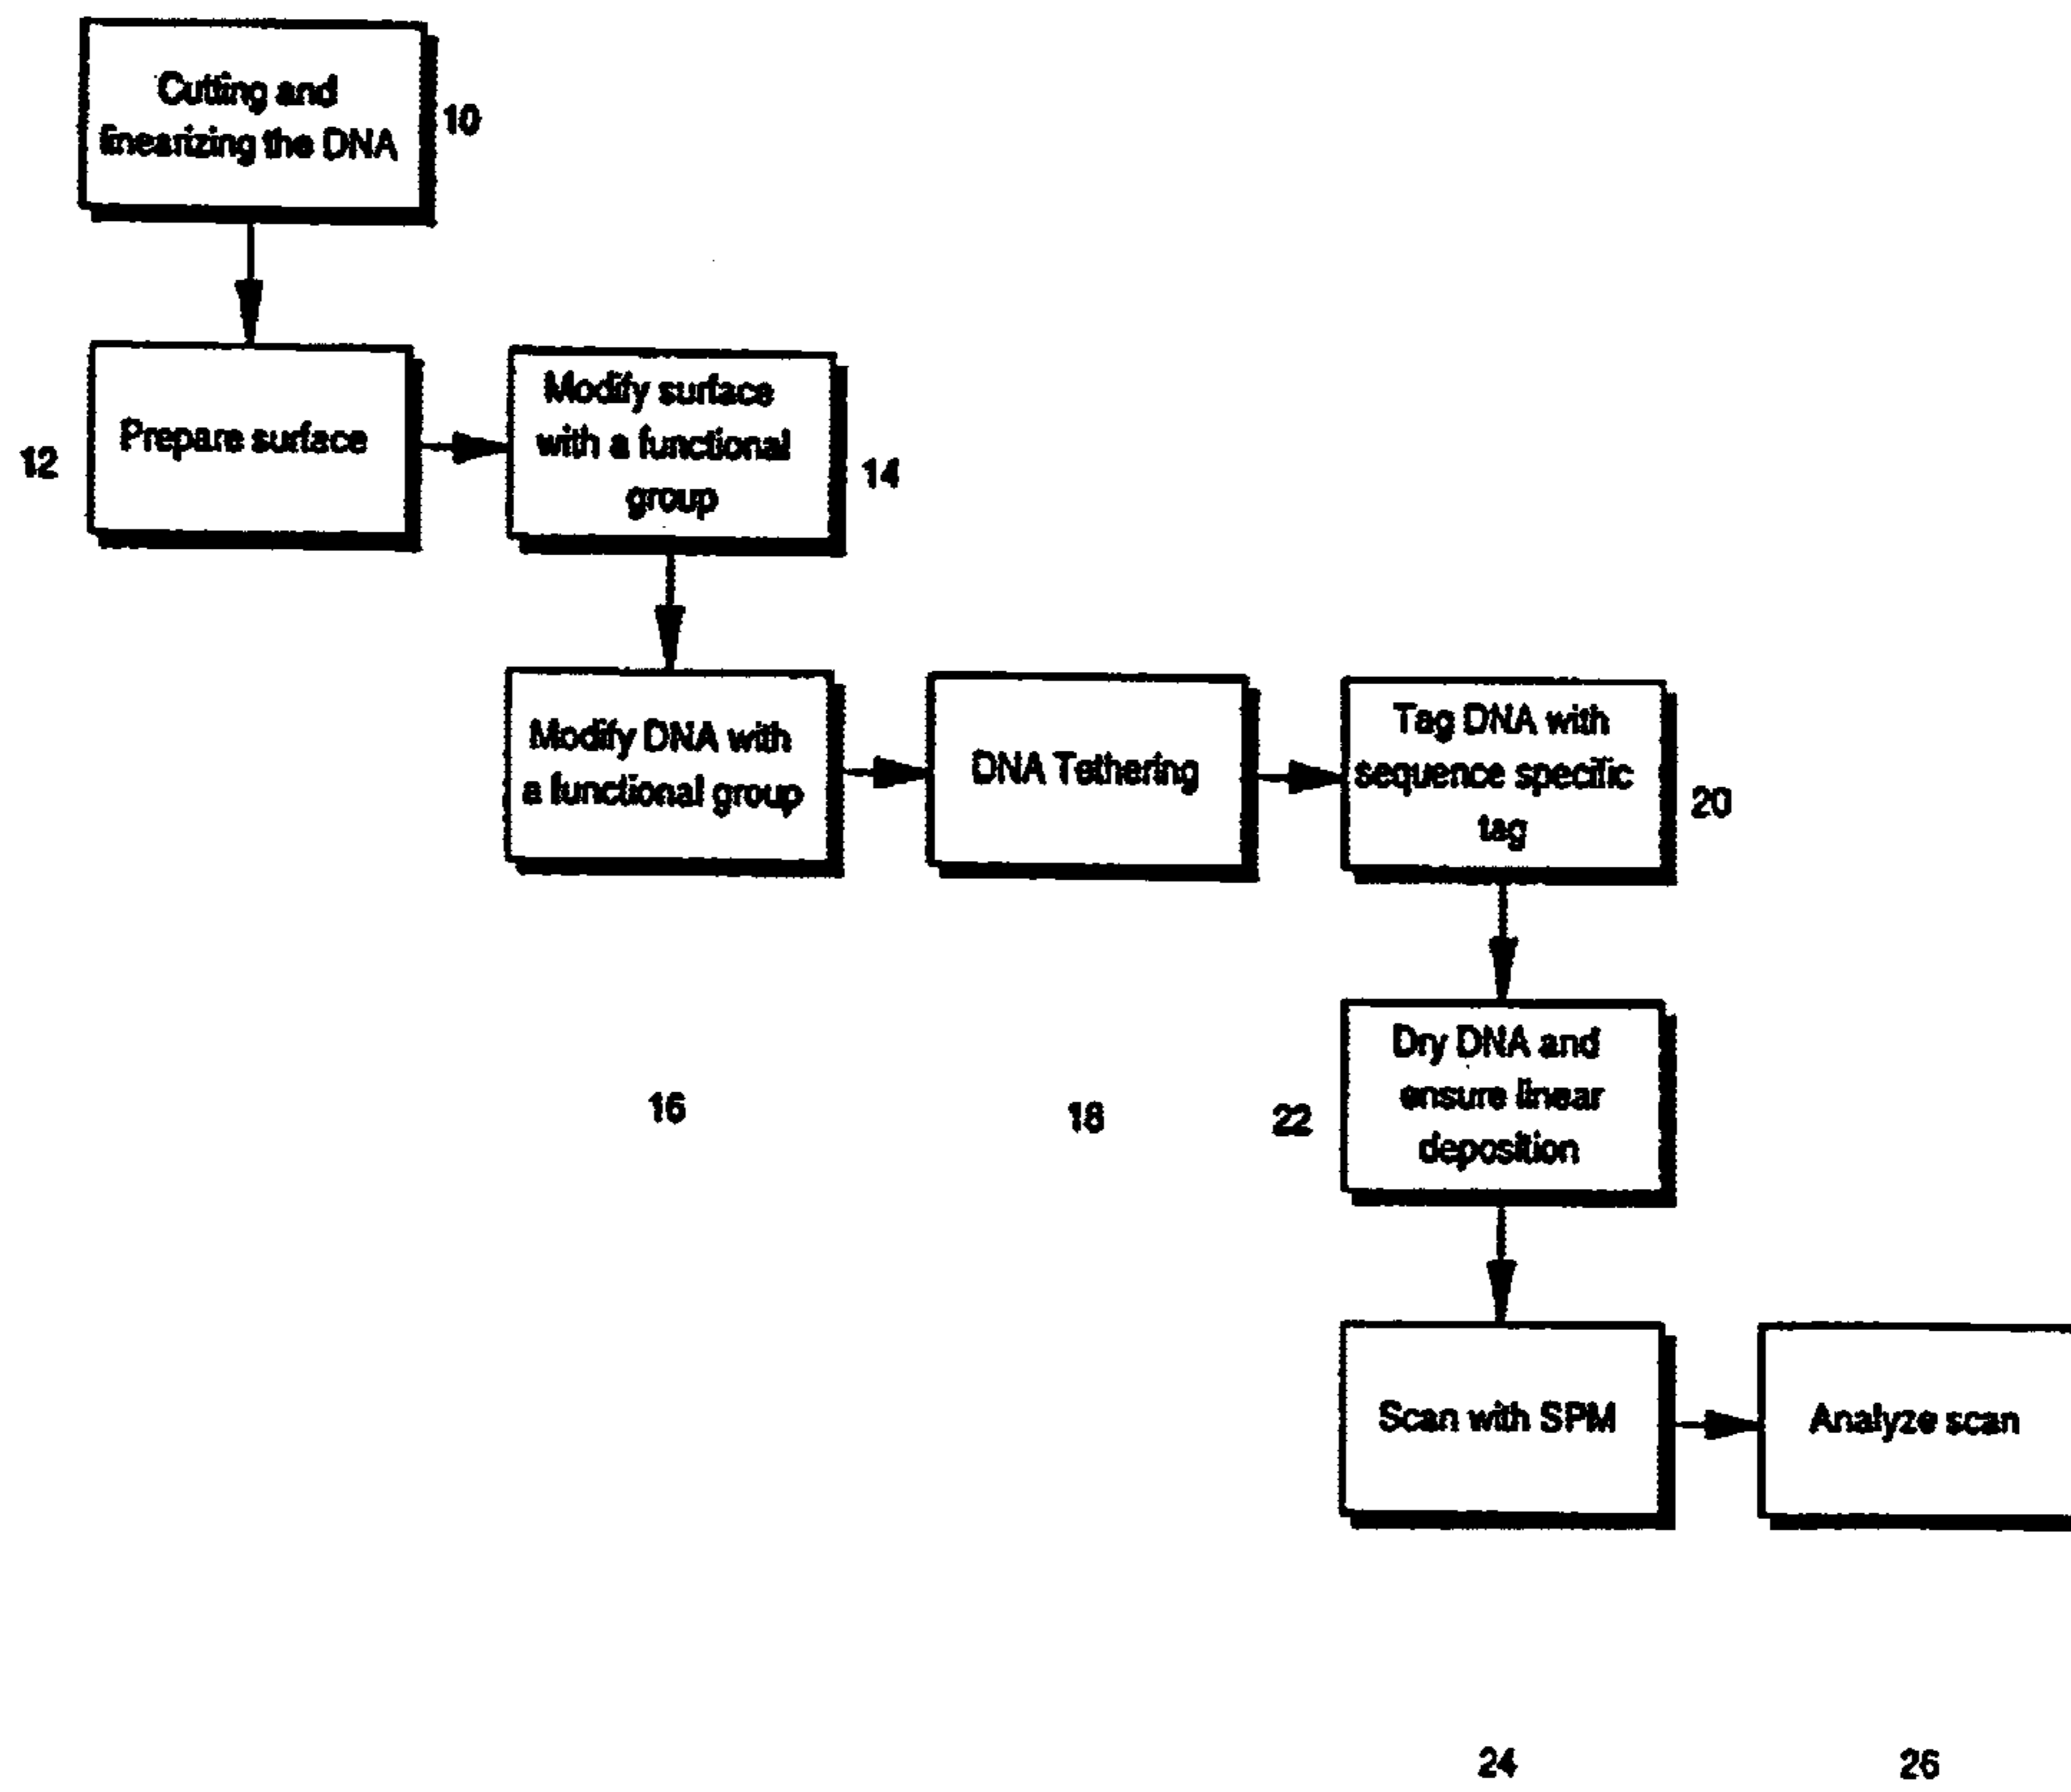 Cutting and
linearizing the DNA
10
Prepare surface
12
Modify surface
with a functional
group
14
Modify DNA with
a functional group
16
DNA Tethering
18
Tag DNA with
sequence specific
tag
20
Dry DNA and
ensure linear
deposition
22
Scan with SPM
24
Analyze scan
26